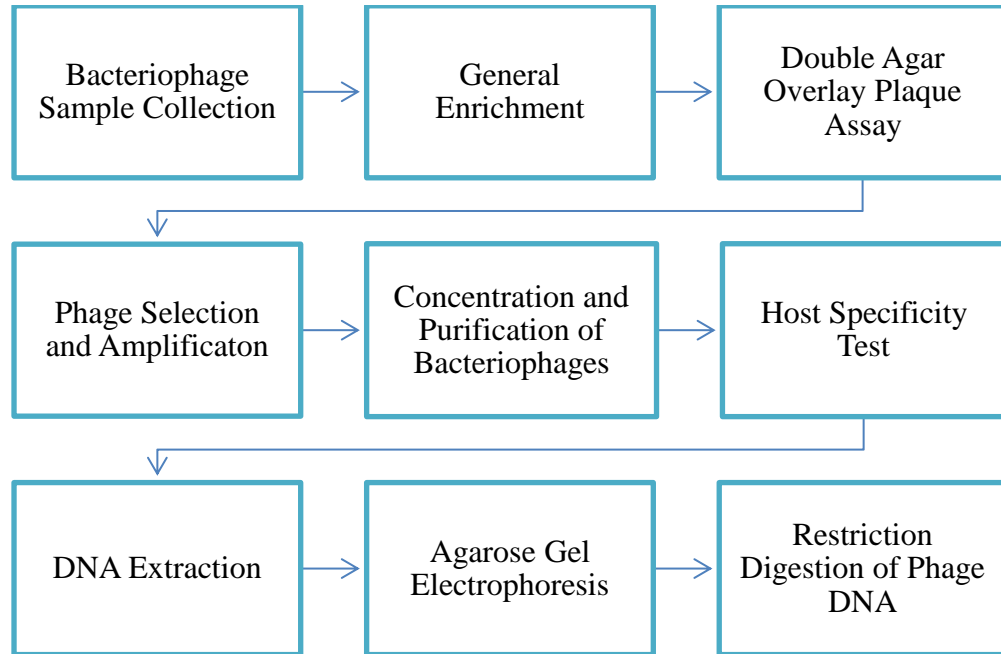 Bacteriophage
Sample Collection
General
Enrichment
Double Agar
Overlay Plaque
Assay
Phage Selection
and Amplificaton
Concentration and
Purification of
Bacteriophages
Host Specificity
Test
DNA Extraction
Agarose Gel
Electrophoresis
Restriction
Digestion of Phage
DNA